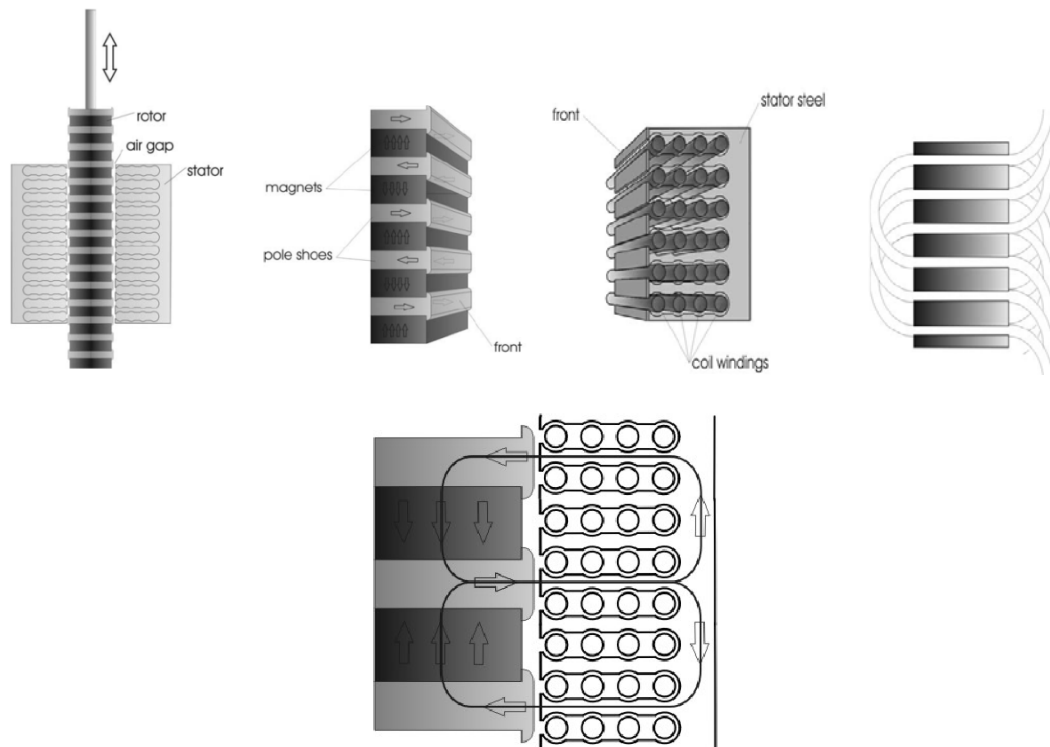 rotor
air gap
stator
magnets
pole shoes
front
front
stator steel
coil windings